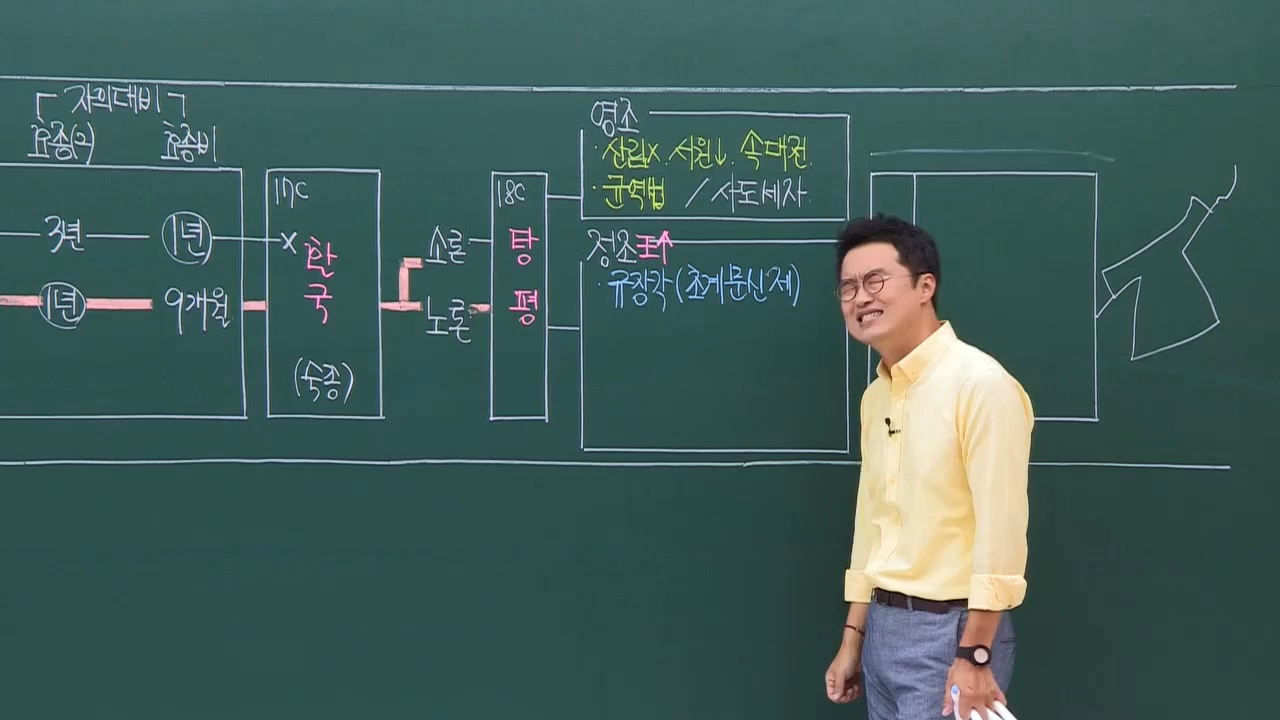 자의대비
효종(인) 효종비
3년 1년
1년 9개월
17C
×
환국
(숙종)
소론
노론
18C
탕평
영조
· 산림×. 서원↓. 속대전.
· 균역법 / 사도세자
정조 표↑
· 규장각(초계문신제)